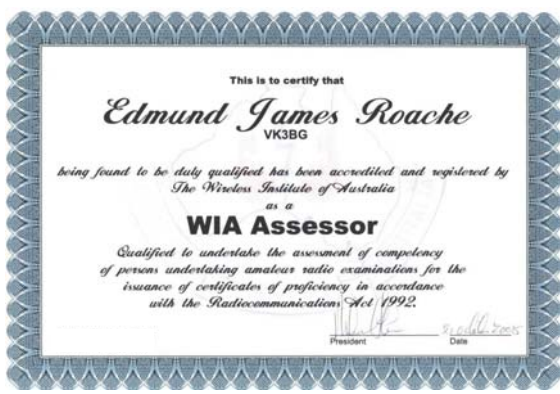 This is to certify that
Edmund James Roache
VK3BG
being found to be duly qualified has been accredited and registered by
The Wireless Institute of Australia
as a
WIA Assessor
Qualified to undertake the assessment of competency
of persons undertaking amateur radio examinations for the
issuance of certificates of proficiency in accordance
with the Radiocommunications Act 1992.
President Date